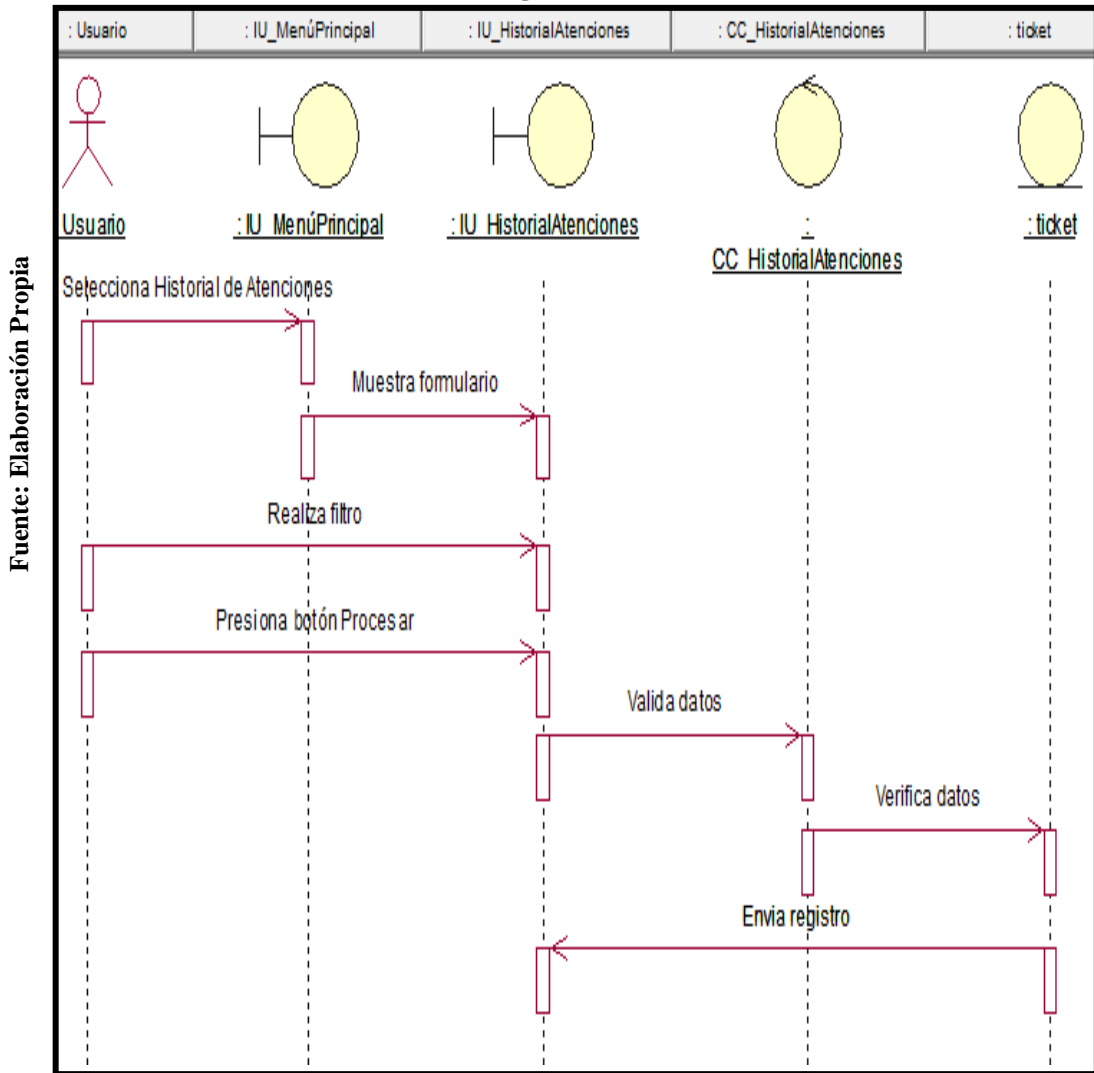 : Usuario
: IU_MenúPrincipal
: IU_HistorialAtenciones
: CC_HistorialAtenciones
: ticket
Usuario
: IU_MenúPrincipal
: IU_HistorialAtenciones
:
CC_HistorialAtenciones
: ticket
Fuente: Elaboración Propia
Selecciona Historial de Atenciones
Muestra formulario
Realiza filtro
Presiona botón Procesar
Valida datos
Verifica datos
Envia registro